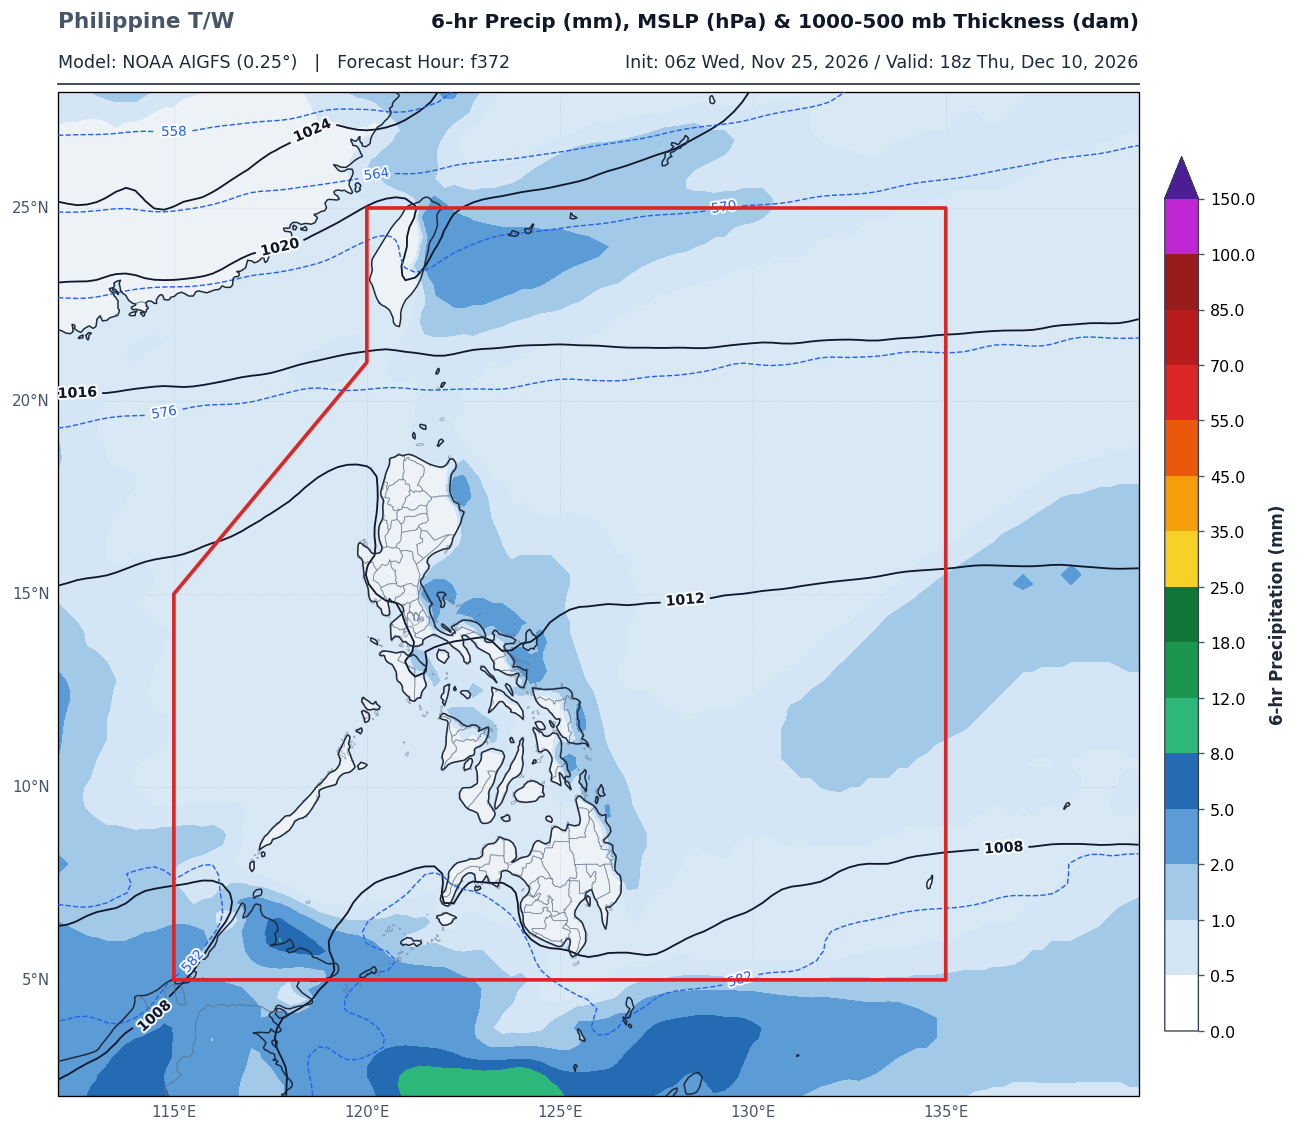 Philippine T/W
6-hr Precip (mm), MSLP (hPa) & 1000-500 mb Thickness (dam)
Model: NOAA AIGFS (0.25°) | Forecast Hour: f372
Init: 06z Wed, Nov 25, 2026 / Valid: 18z Thu, Dec 10, 2026
558
1024
564
570
1020
1016
576
1012
1008
582
582
1008
25°N
20°N
15°N
10°N
5°N
115°E
120°E
125°E
130°E
135°E
150.0
100.0
85.0
70.0
55.0
45.0
35.0
25.0
18.0
12.0
8.0
5.0
2.0
1.0
0.5
0.0
6-hr Precipitation (mm)